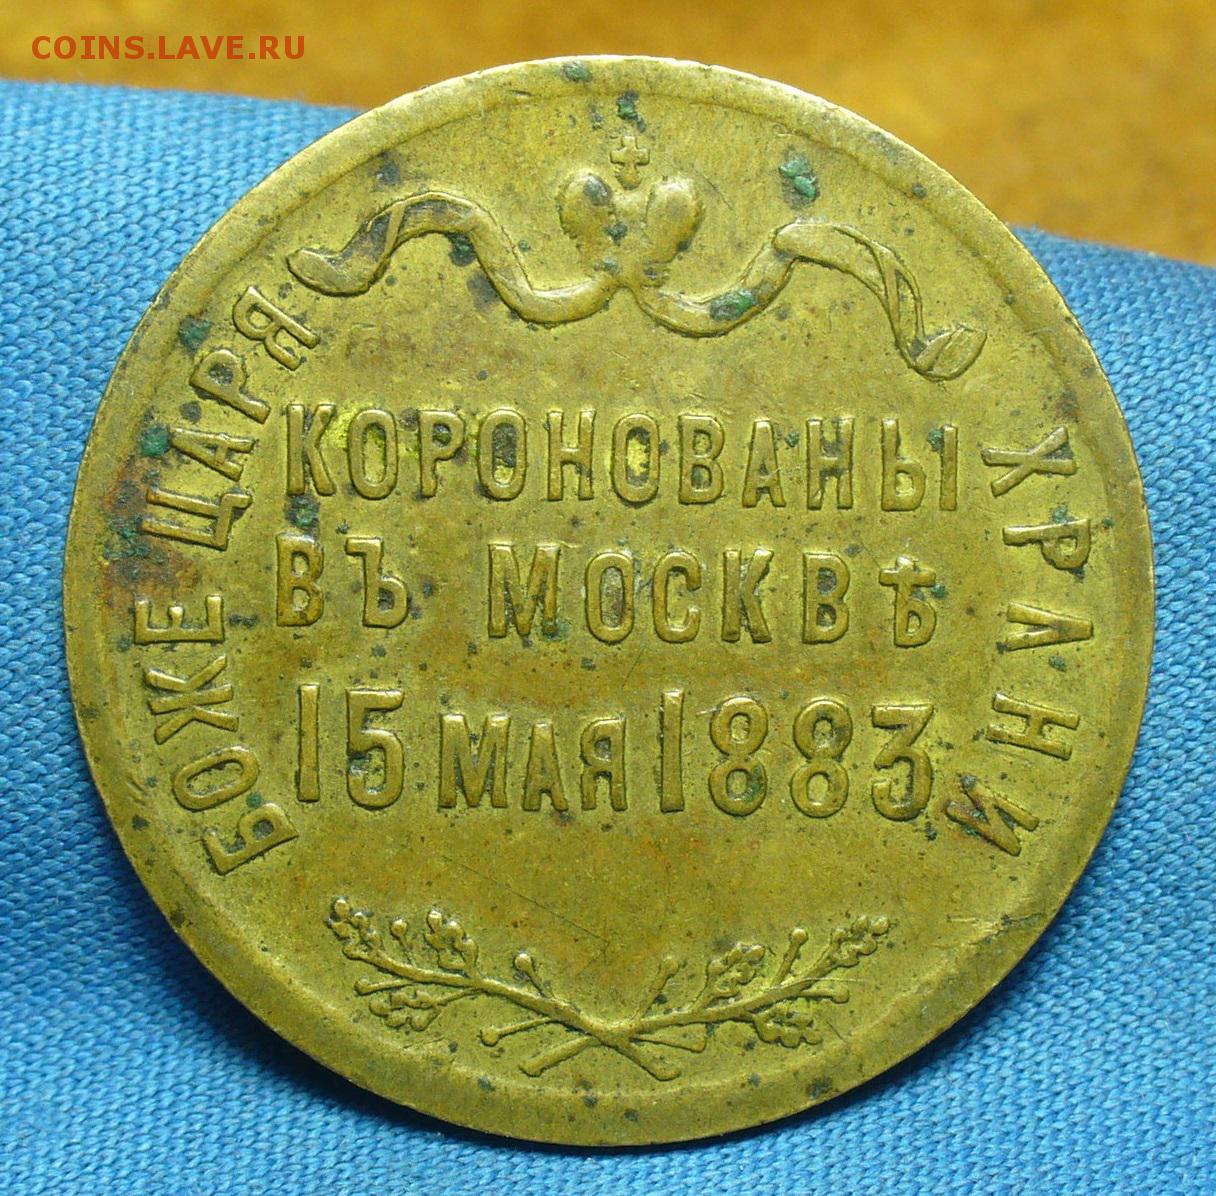 COINS.LAVE.RU
БОЖЕ ЦАРЯ ХРАНИ
КОРОНОВАНЫ
ВЪ МОСКВѢ
15 МАЯ 1883